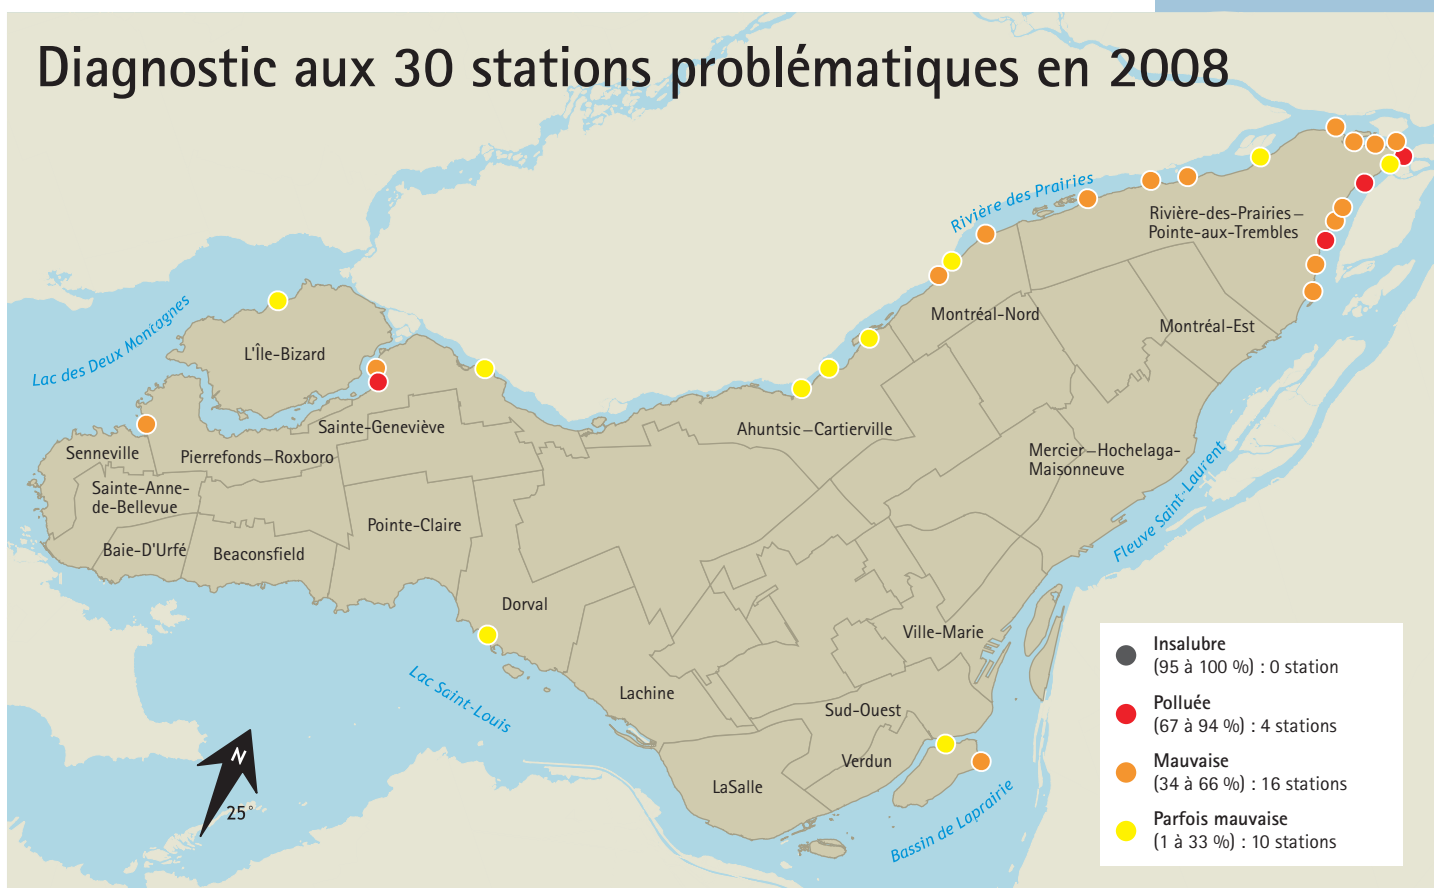 Diagnostic aux 30 stations problématiques en 2008
Rivière des Prairies
Rivière-des-Prairies–
Pointe-aux-Trembles
Lac des Deux Montagnes
Montréal-Nord
Montréal-Est
L'Île-Bizard
Sainte-Geneviève
Ahuntsic–Cartierville
Senneville
Pierrefonds–Roxboro
Mercier–Hochelaga-
Maisonneuve
Sainte-Anne-
de-Bellevue
Fleuve Saint-Laurent
Pointe-Claire
Baie-D'Urfé
Beaconsfield
Dorval
Ville-Marie
Lac Saint-Louis
Lachine
Sud-Ouest
Verdun
LaSalle
Bassin de Laprairie
N
25°
Insalubre
(95 à 100 %) : 0 station
Polluée
(67 à 94 %) : 4 stations
Mauvaise
(34 à 66 %) : 16 stations
Parfois mauvaise
(1 à 33 %) : 10 stations